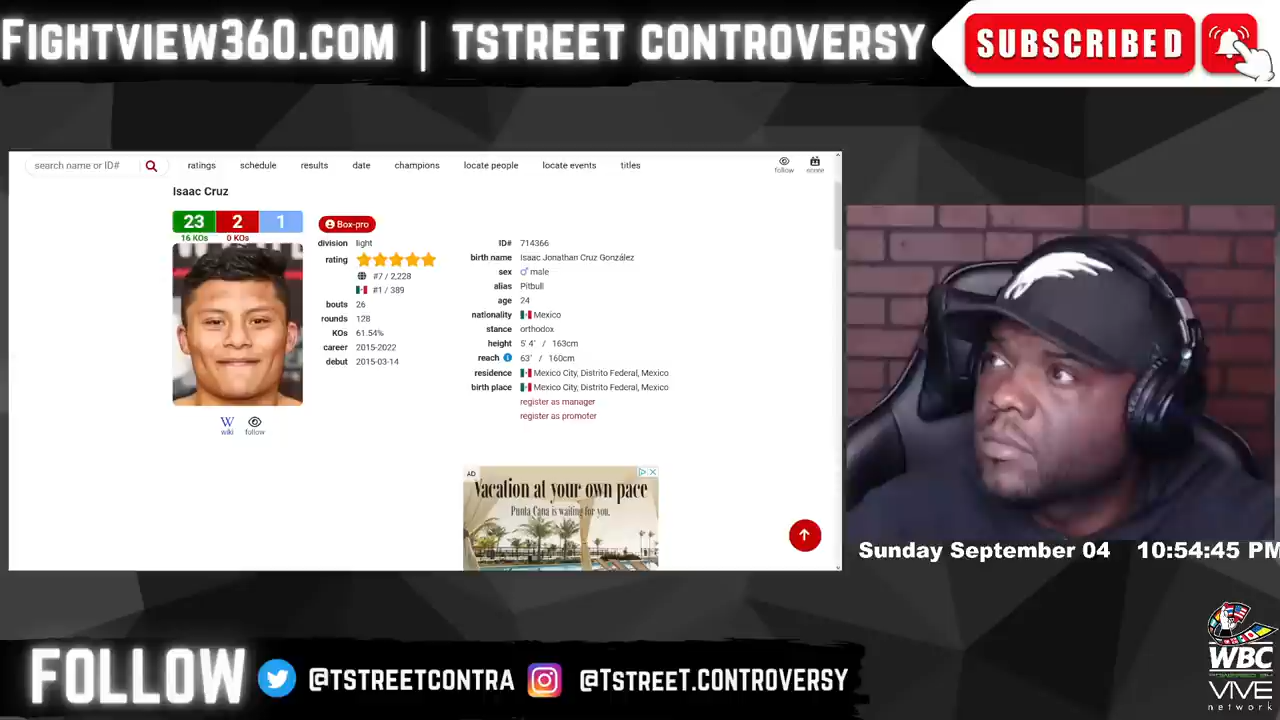 FIGHTVIEW360.COM | TSTREET CONTROVERSY
SUBSCRIBED
search name or ID#
ratings schedule results date champions locate people locate events titles
follow
score
Isaac Cruz
23 2 1
16 KOs 0 KOs
Box-pro
division light
rating
#7 / 2,228
#1 / 389
bouts 26
rounds 128
KOs 61.54%
career 2015-2022
debut 2015-03-14
ID# 714366
birth name Isaac Jonathan Cruz González
sex ♂ male
alias Pitbull
age 24
nationality Mexico
stance orthodox
height 5′ 4″ / 163cm
reach 63″ / 160cm
residence Mexico City, Distrito Federal, Mexico
birth place Mexico City, Distrito Federal, Mexico
register as manager
register as promoter
W
wiki
follow
AD
Vacation at your own pace
Punta Cana is waiting for you.
Sunday September 04 10:54:45 PM
FOLLOW @TSTREETCONTRA @TSTREET.CONTROVERSY
WBC
VIVE
network